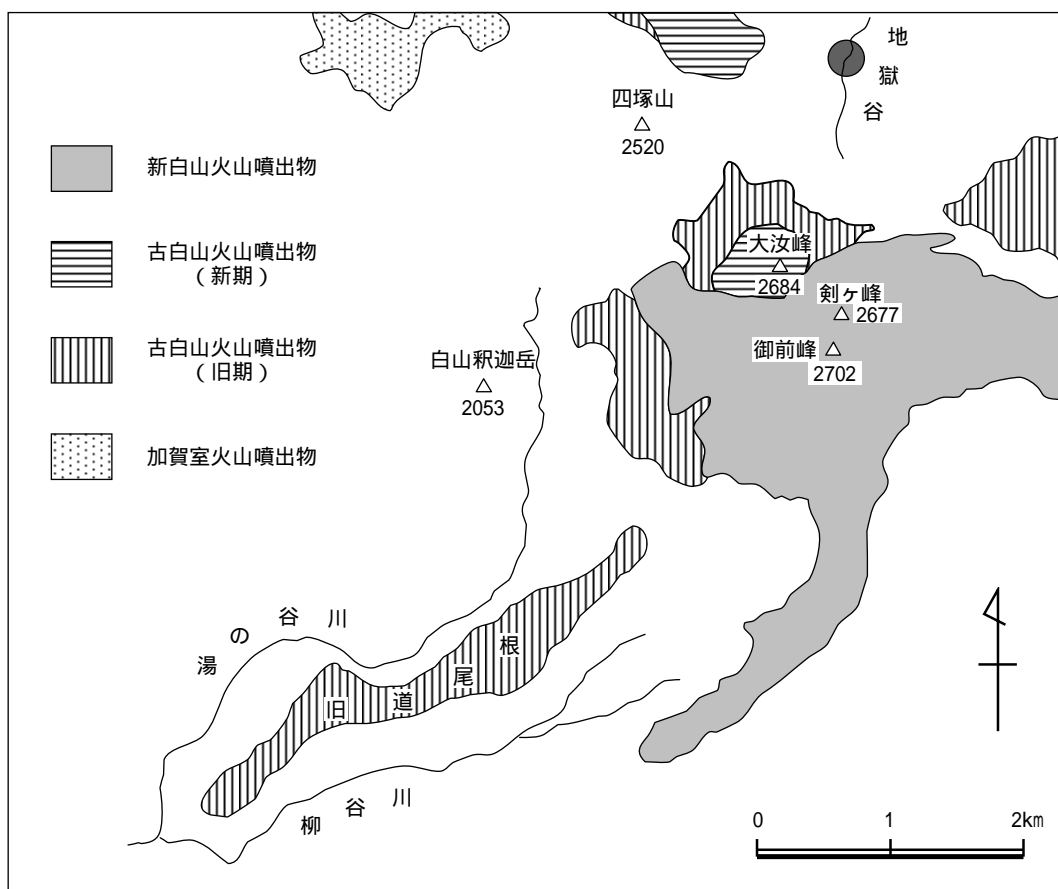 地獄谷
四塚山
2520
新白山火山噴出物
古白山火山噴出物
（新期）
大汝峰
2684
剣ヶ峰
2677
古白山火山噴出物
（旧期）
白山釈迦岳
2053
御前峰
2702
加賀室火山噴出物
湯の谷川
旧道尾根
柳谷川
0 1 2km